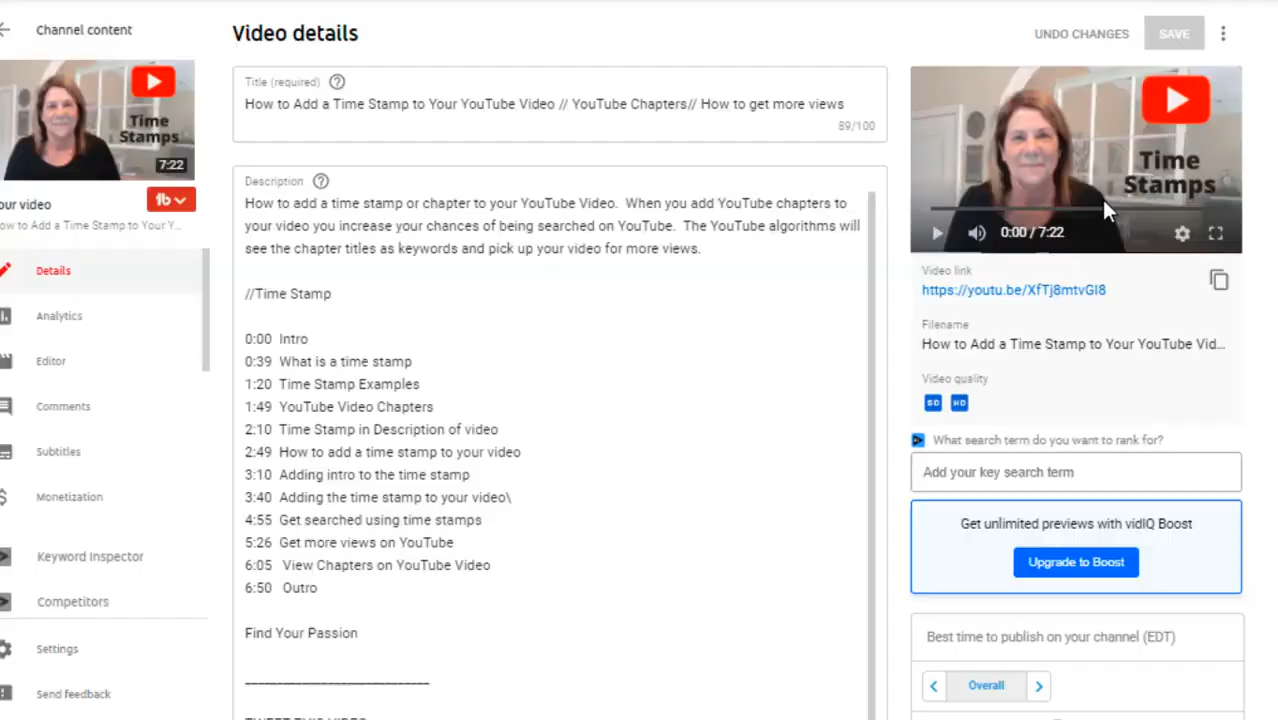 Channel content
Time
Stamps
7:22
our video
ow to Add a Time Stamp to Your Y...
Details
Analytics
Editor
Comments
Subtitles
Monetization
Keyword Inspector
Competitors
Settings
Send feedback
Video details
UNDO CHANGES
SAVE
Title (required)
How to Add a Time Stamp to Your YouTube Video // YouTube Chapters// How to get more views
89/100
Description
How to add a time stamp or chapter to your YouTube Video.  When you add YouTube chapters to
your video you increase your chances of being searched on YouTube.  The YouTube algorithms will
see the chapter titles as keywords and pick up your video for more views.
//Time Stamp
0:00  Intro
0:39  What is a time stamp
1:20  Time Stamp Examples
1:49  YouTube Video Chapters
2:10  Time Stamp in Description of video
2:49  How to add a time stamp to your video
3:10  Adding intro to the time stamp
3:40  Adding the time stamp to your video\
4:55  Get searched using time stamps
5:26  Get more views on YouTube
6:05   View Chapters on YouTube Video
6:50   Outro
Find Your Passion
____________________________
TWEET THIS VIDEO
Time
Stamps
0:00 / 7:22
Video link
https://youtu.be/XfTj8mtvGI8
Filename
How to Add a Time Stamp to Your YouTube Vid...
Video quality
SD HD
What search term do you want to rank for?
Add your key search term
Get unlimited previews with vidIQ Boost
Upgrade to Boost
Best time to publish on your channel (EDT)
Overall